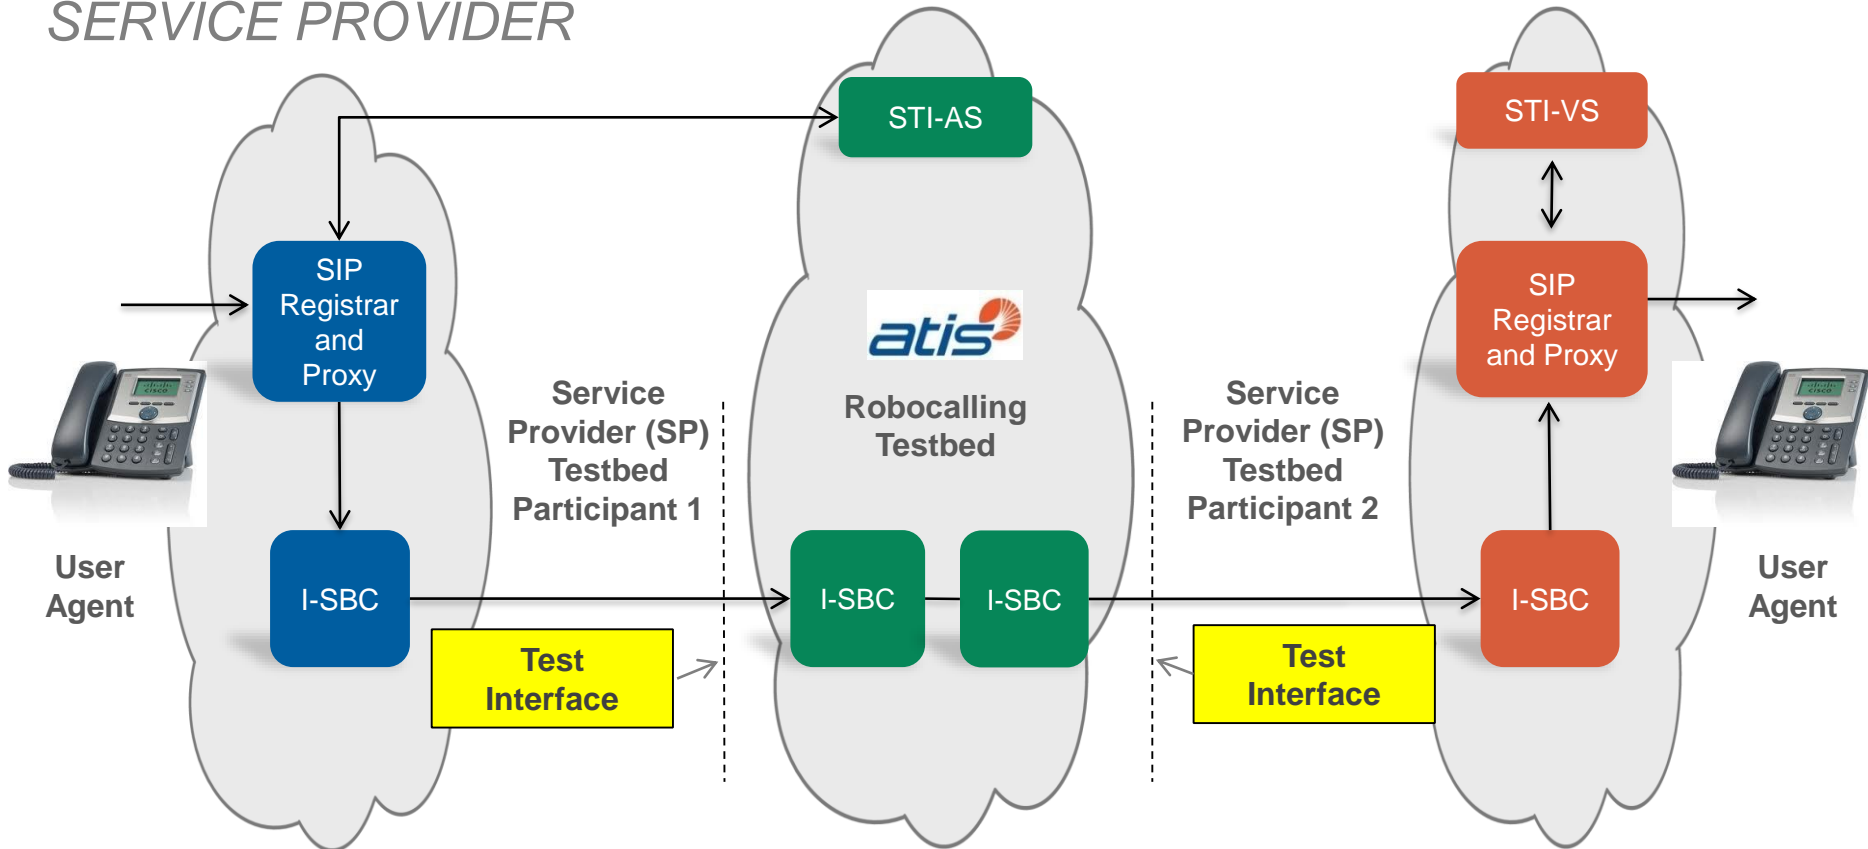 SERVICE PROVIDER
STI-AS
STI-VS
SIP
Registrar
and
Proxy
SIP
Registrar
and Proxy
atis
Robocalling
Testbed
Service
Provider (SP)
Testbed
Participant 1
Service
Provider (SP)
Testbed
Participant 2
User
Agent
I-SBC
I-SBC
I-SBC
I-SBC
User
Agent
Test
Interface
Test
Interface